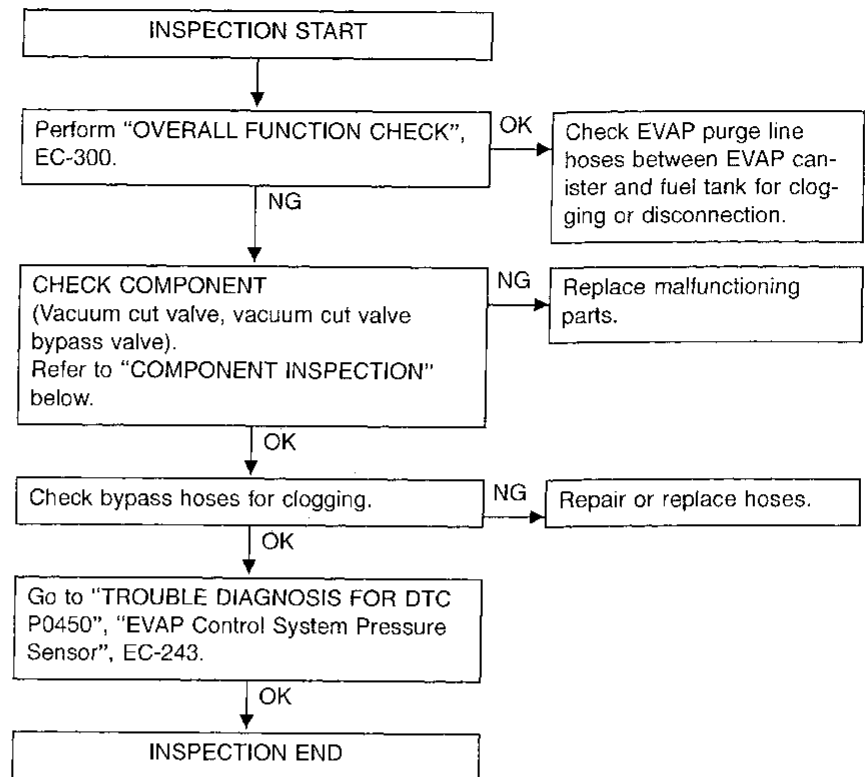 INSPECTION START
Perform “OVERALL FUNCTION CHECK”,
EC-300.
OK
Check EVAP purge line
hoses between EVAP can-
ister and fuel tank for clog-
ging or disconnection.
NG
CHECK COMPONENT
(Vacuum cut valve, vacuum cut valve
bypass valve).
Refer to “COMPONENT INSPECTION”
below.
NG
Replace malfunctioning
parts.
OK
Check bypass hoses for clogging.
NG
Repair or replace hoses.
OK
Go to “TROUBLE DIAGNOSIS FOR DTC
P0450”, “EVAP Control System Pressure
Sensor”, EC-243.
OK
INSPECTION END